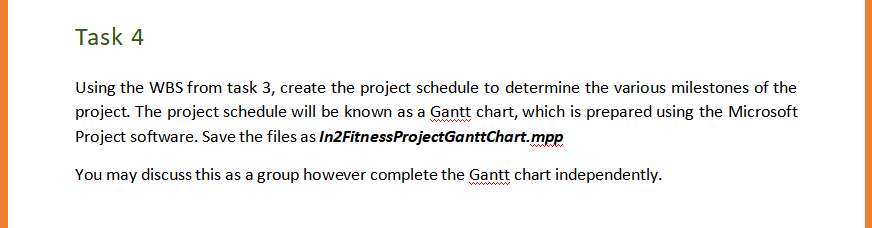 Task 4
Using the WBS from task 3, create the project schedule to determine the various milestones of the
project. The project schedule will be known as a Gantt chart, which is prepared using the Microsoft
Project software. Save the files as In2FitnessProjectGanttChart.mpp
You may discuss this as a group however complete the Gantt chart independently.